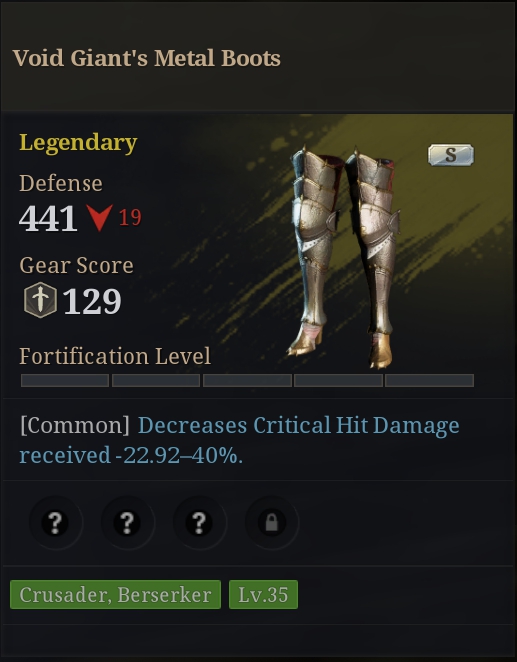 Void Giant's Metal Boots
Legendary
S
Defense
441 19
Gear Score
129
Fortification Level
[Common] Decreases Critical Hit Damage
received -22.92–40%.
? ? ?
Crusader, Berserker Lv.35